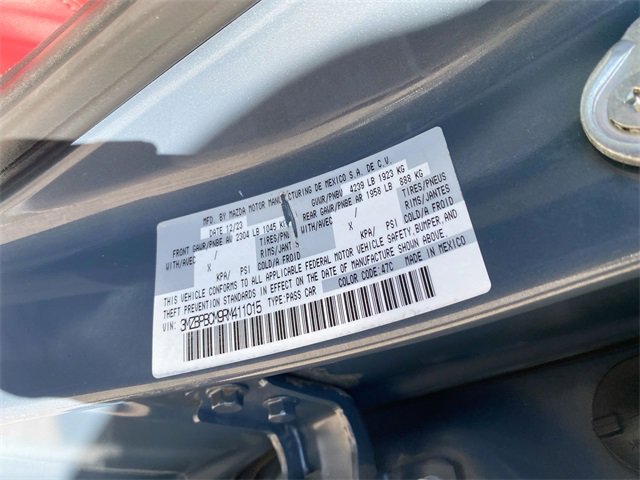 MFD. BY MAZDA MOTOR MANUFACTURING DE MEXICO S.A. DE C.V.
DATE 12/23 GVWR/PNBV 4239 LB 1923 KG
FRONT GAWR/PNBE AV 2304 LB 1045 KG REAR GAWR/PNBE AR 1958 LB 888 KG
WITH/AVEC TIRES/PNEUS WITH/AVEC TIRES/PNEUS
X RIMS/JANTES X RIMS/JANTES
KPA/ PSI COLD/A FROID KPA/ PSI COLD/A FROID
THIS VEHICLE CONFORMS TO ALL APPLICABLE FEDERAL MOTOR VEHICLE SAFETY, BUMPER, AND
THEFT PREVENTION STANDARDS IN EFFECT ON THE DATE OF MANUFACTURE SHOWN ABOVE.
VIN: 3MZBPBCM9RM411015 TYPE:PASS CAR COLOR CODE:47C MADE IN MEXICO